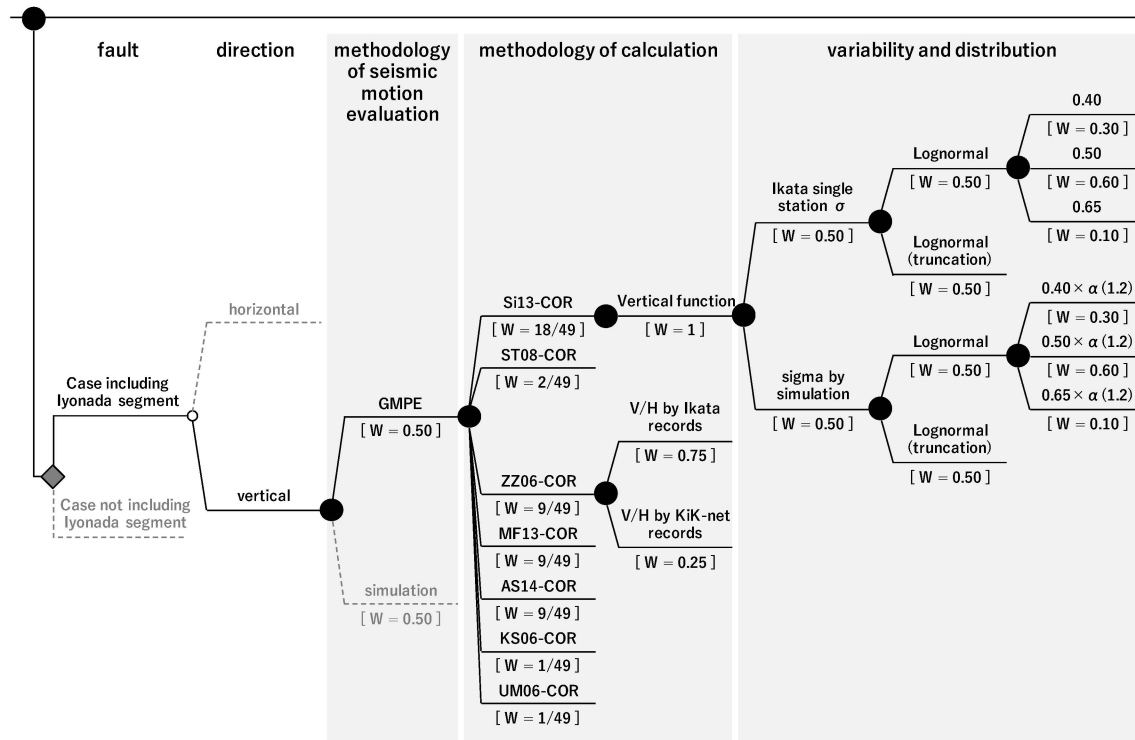 fault
direction
methodology
of seismic
motion
evaluation
methodology of calculation
variability and distribution
Case including
Iyonada segment
Case not including
Iyonada segment
horizontal
vertical
GMPE
[ W = 0.50 ]
simulation
[ W = 0.50 ]
Si13-COR
[ W = 18/49 ]
ST08-COR
[ W = 2/49 ]
ZZ06-COR
[ W = 9/49 ]
MF13-COR
[ W = 9/49 ]
AS14-COR
[ W = 9/49 ]
KS06-COR
[ W = 1/49 ]
UM06-COR
[ W = 1/49 ]
Vertical function
[ W = 1 ]
V/H by Ikata
records
[ W = 0.75 ]
V/H by KiK-net
records
[ W = 0.25 ]
Ikata single
station σ
[ W = 0.50 ]
Lognormal
[ W = 0.50 ]
0.40
[ W = 0.30 ]
0.50
[ W = 0.60 ]
0.65
[ W = 0.10 ]
Lognormal
(truncation)
[ W = 0.50 ]
sigma by
simulation
[ W = 0.50 ]
Lognormal
[ W = 0.50 ]
0.40× α (1.2)
[ W = 0.30 ]
0.50× α (1.2)
[ W = 0.60 ]
0.65× α (1.2)
[ W = 0.10 ]
Lognormal
(truncation)
[ W = 0.50 ]